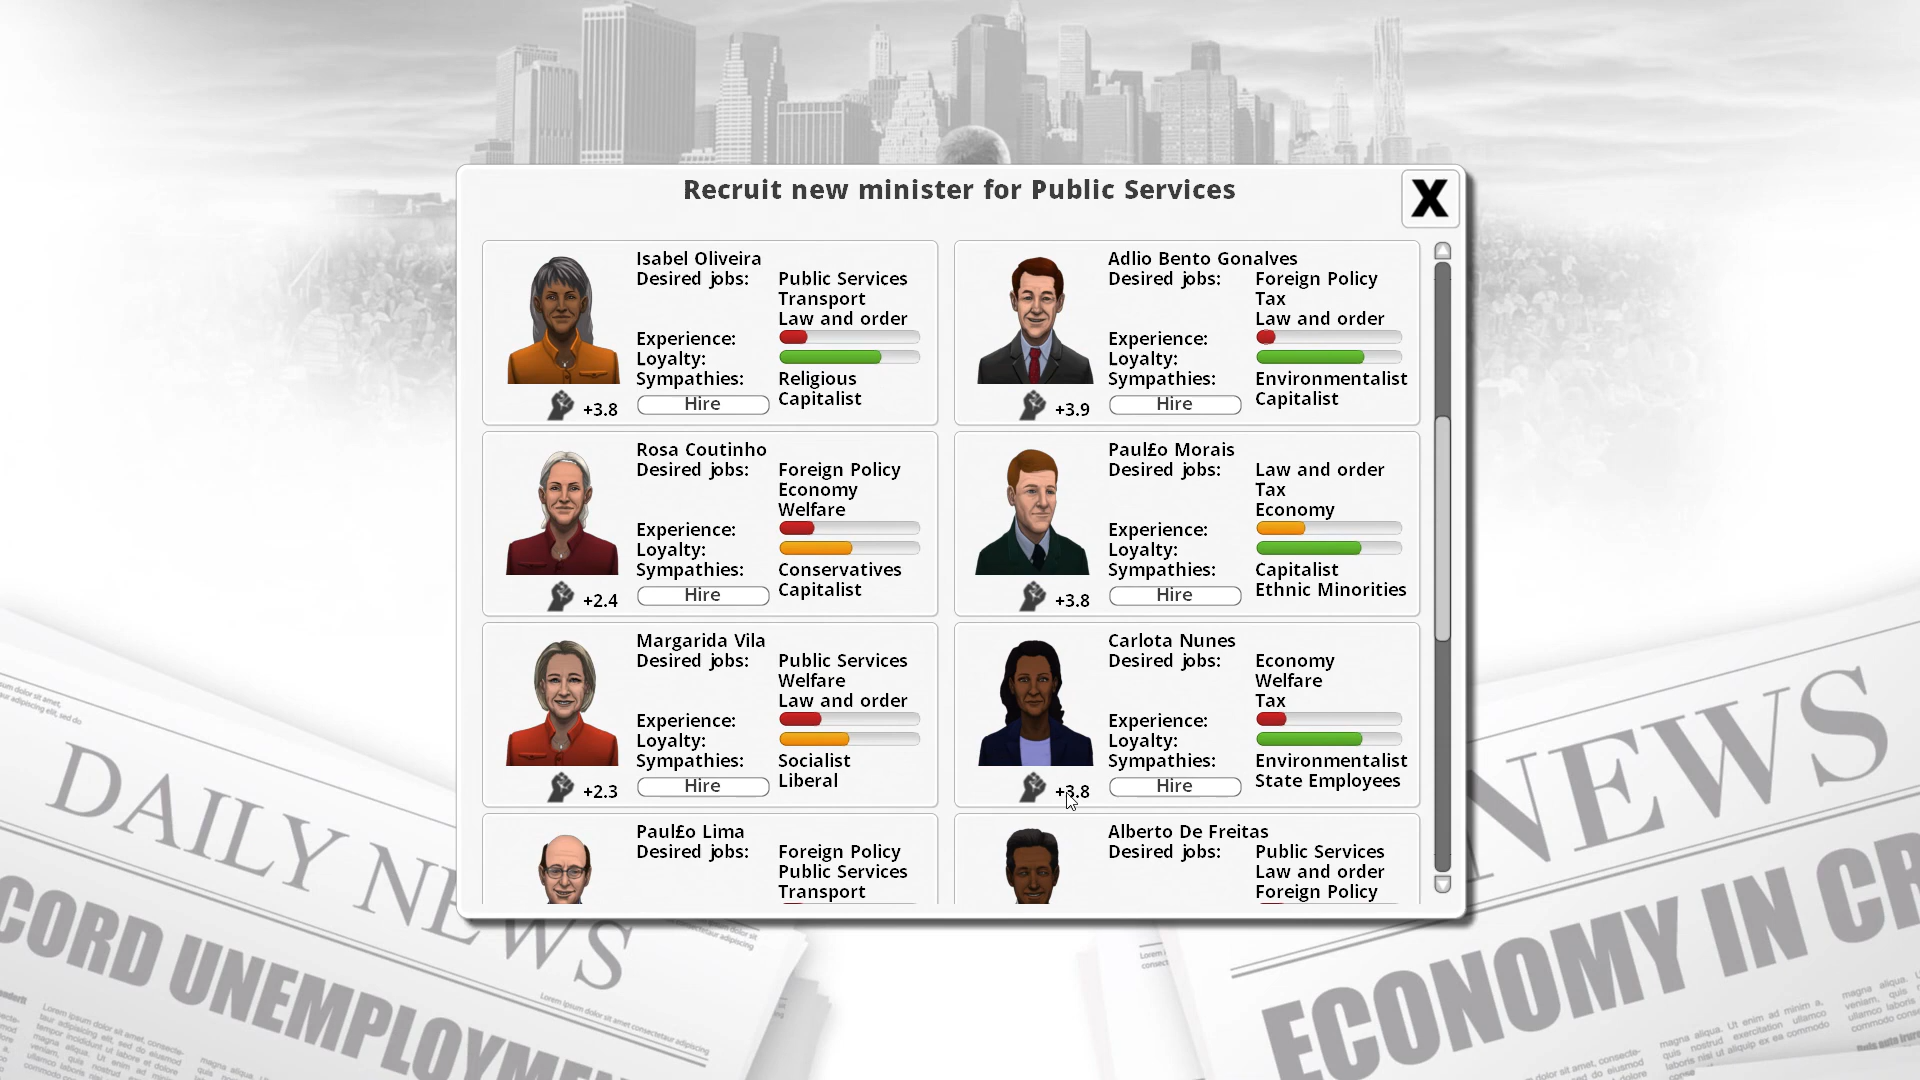 Recruit new minister for Public Services
X
Isabel Oliveira
Desired jobs: Public Services
Transport
Law and order
Experience:
Loyalty:
Sympathies: Religious
Capitalist
+3.8 Hire
Adlio Bento Gonalves
Desired jobs: Foreign Policy
Tax
Law and order
Experience:
Loyalty:
Sympathies: Environmentalist
Capitalist
+3.9 Hire
Rosa Coutinho
Desired jobs: Foreign Policy
Economy
Welfare
Experience:
Loyalty:
Sympathies: Conservatives
Capitalist
+2.4 Hire
Paul£o Morais
Desired jobs: Law and order
Tax
Economy
Experience:
Loyalty:
Sympathies: Capitalist
Ethnic Minorities
+3.8 Hire
Margarida Vila
Desired jobs: Public Services
Welfare
Law and order
Experience:
Loyalty:
Sympathies: Socialist
Liberal
+2.3 Hire
Carlota Nunes
Desired jobs: Economy
Welfare
Tax
Experience:
Loyalty:
Sympathies: Environmentalist
State Employees
+3.8 Hire
Paul£o Lima
Desired jobs: Foreign Policy
Public Services
Transport
Alberto De Freitas
Desired jobs: Public Services
Law and order
Foreign Policy
DAILY NEWS
CORD UNEMPLOYME
NEWS
ECONOMY IN CR